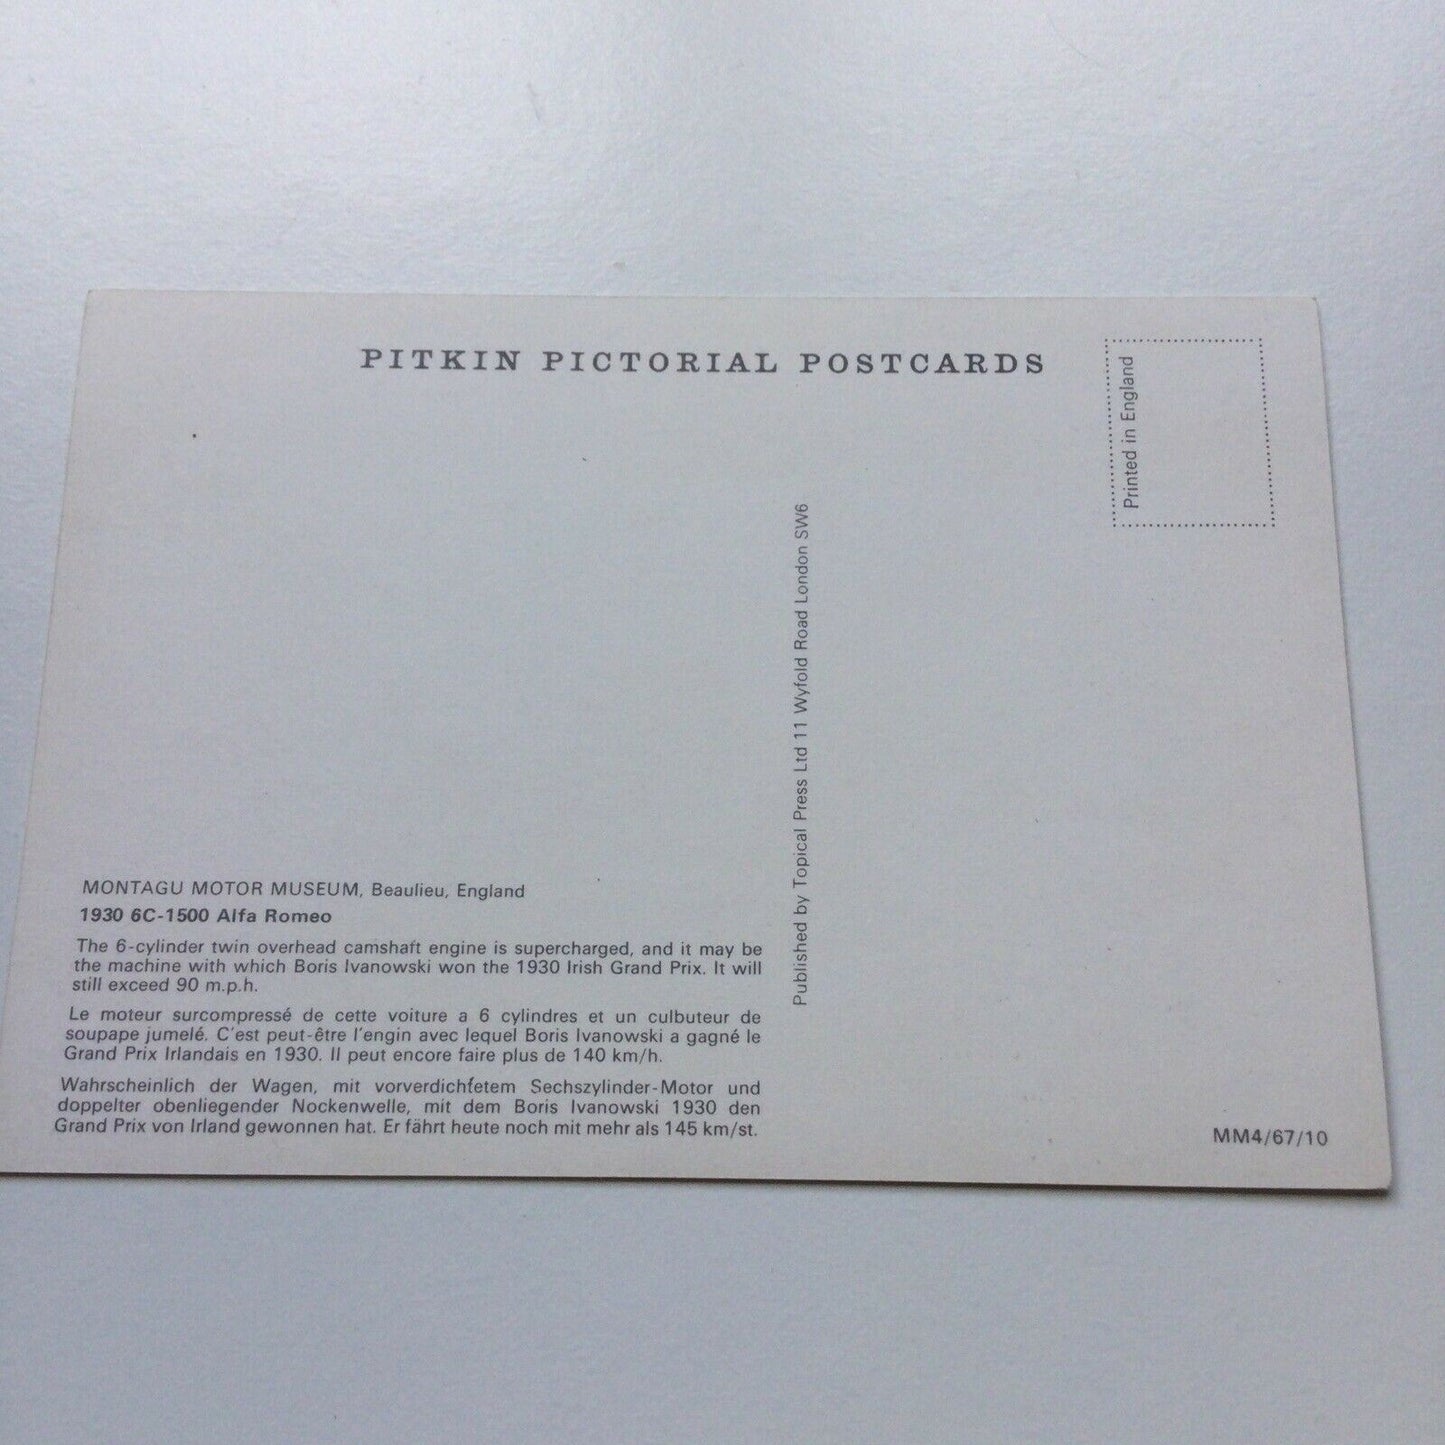 PITKIN PICTORIAL POSTCARDS
Printed in England
Published by Topical Press Ltd 11 Wyfold Road London SW6
MONTAGU MOTOR MUSEUM, Beaulieu, England
1930 6C-1500 Alfa Romeo
The 6-cylinder twin overhead camshaft engine is supercharged, and it may be
the machine with which Boris Ivanowski won the 1930 Irish Grand Prix. It will
still exceed 90 m.p.h.
Le moteur surcompressé de cette voiture a 6 cylindres et un culbuteur de
soupape jumelé. C'est peut-être l'engin avec lequel Boris Ivanowski a gagné le
Grand Prix Irlandais en 1930. Il peut encore faire plus de 140 km/h.
Wahrscheinlich der Wagen, mit vorverdichfetem Sechszylinder-Motor und
doppelter obenliegender Nockenwelle, mit dem Boris Ivanowski 1930 den
Grand Prix von Irland gewonnen hat. Er fährt heute noch mit mehr als 145 km/st.
MM4/67/10